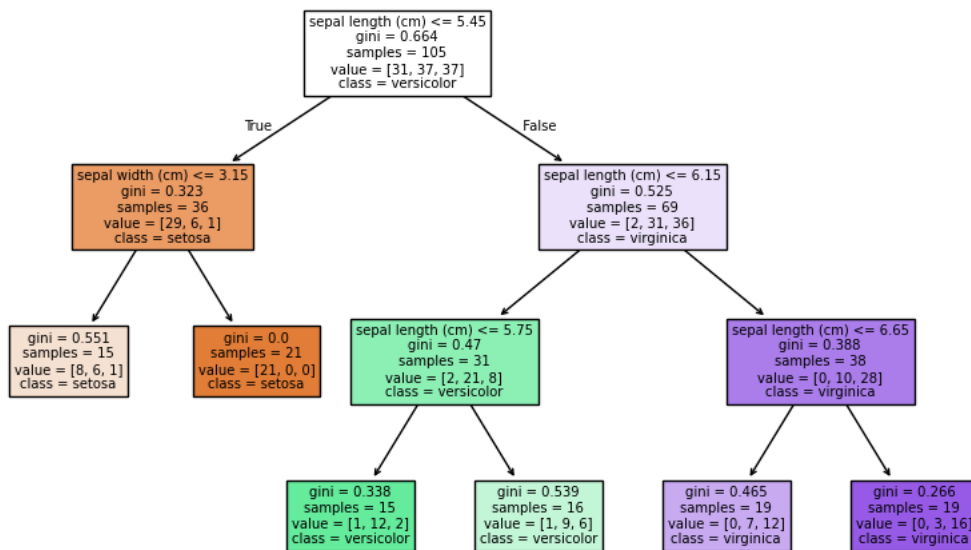 sepal length (cm) <= 5.45
gini = 0.664
samples = 105
value = [31, 37, 37]
class = versicolor
True
False
sepal width (cm) <= 3.15
gini = 0.323
samples = 36
value = [29, 6, 1]
class = setosa
sepal length (cm) <= 6.15
gini = 0.525
samples = 69
value = [2, 31, 36]
class = virginica
gini = 0.551
samples = 15
value = [8, 6, 1]
class = setosa
gini = 0.0
samples = 21
value = [21, 0, 0]
class = setosa
sepal length (cm) <= 5.75
gini = 0.47
samples = 31
value = [2, 21, 8]
class = versicolor
sepal length (cm) <= 6.65
gini = 0.388
samples = 38
value = [0, 10, 28]
class = virginica
gini = 0.338
samples = 15
value = [1, 12, 2]
class = versicolor
gini = 0.539
samples = 16
value = [1, 9, 6]
class = versicolor
gini = 0.465
samples = 19
value = [0, 7, 12]
class = virginica
gini = 0.266
samples = 19
value = [0, 3, 16]
class = virginica